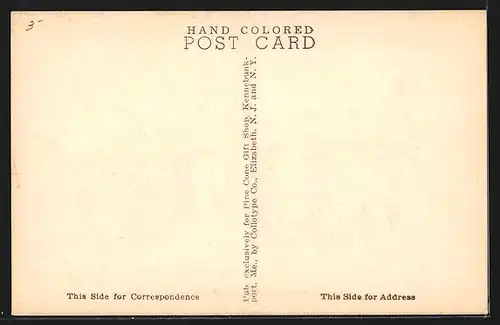 3-
HAND COLORED
POST CARD
Pub. exclusively for Pine Cone Gift Shop, Kennebunk-
port, Me., by Collotype Co., Elizabeth, N. J. and N. Y.
This Side for Correspondence
This Side for Address